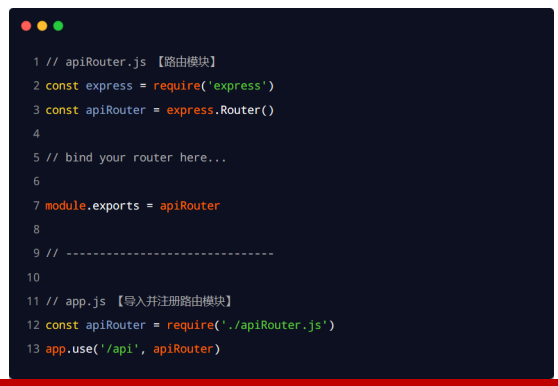 1 // apiRouter.js 【路由模块】
2 const express = require('express')
3 const apiRouter = express.Router()
4
5 // bind your router here...
6
7 module.exports = apiRouter
8
9 // -------------------------------
10
11 // app.js 【导入并注册路由模块】
12 const apiRouter = require('./apiRouter.js')
13 app.use('/api', apiRouter)